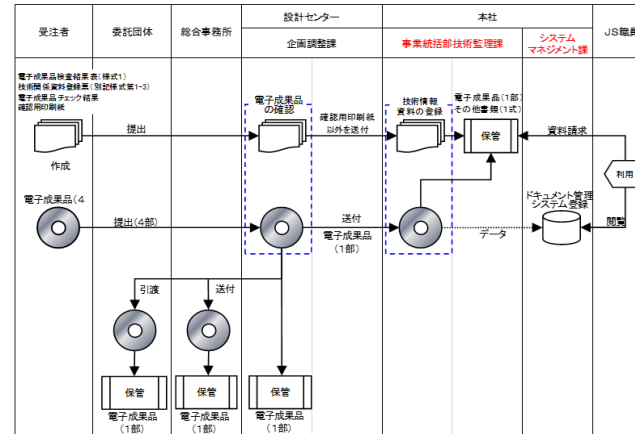 受注者
委託団体
総合事務所
設計センター
企画調整課
本社
事業統括部技術監理課
システム
マネジメント課
JS職員
電子成果品検査結果表(様式1)
技術関係資料登録票(別記様式第1-3)
電子成果品チェック結果
確認用印刷紙
作成
提出
電子成果品
の確認
確認用印刷紙
以外を送付
技術情報
資料の登録
電子成果品(1部)
その他書類(1式)
保管
資料請求
利用
電子成果品(4
提出(4部)
送付
電子成果品
(1部)
データ
ドキュメント管理
システム登録
閲覧
引渡
送付
保管
電子成果品
(1部)
保管
電子成果品
(1部)
保管
電子成果品
(1部)